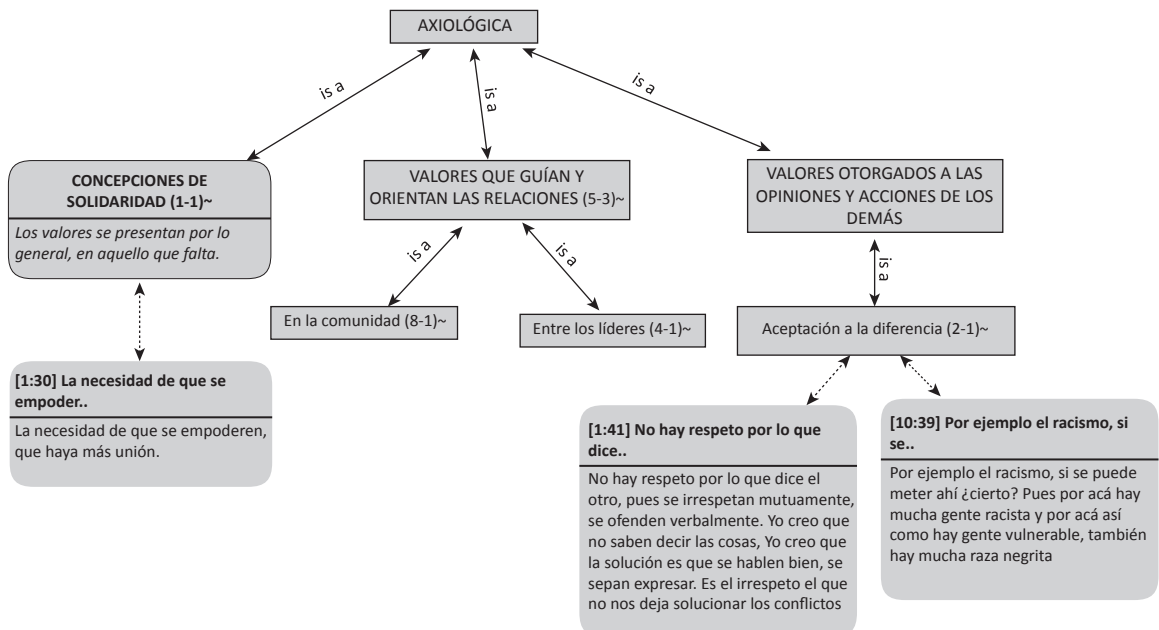 AXIOLÓGICA
is a
is a
is a
CONCEPCIONES DE
SOLIDARIDAD (1-1)~
Los valores se presentan por lo
general, en aquello que falta.
VALORES QUE GUÍAN Y
ORIENTAN LAS RELACIONES (5-3)~
VALORES OTORGADOS A LAS
OPINIONES Y ACCIONES DE LOS
DEMÁS
is a
is a
is a
En la comunidad (8-1)~
Entre los líderes (4-1)~
Aceptación a la diferencia (2-1)~
[1:30] La necesidad de que se
empoder..
La necesidad de que se empoderen,
que haya más unión.
[1:41] No hay respeto por lo que
dice..
No hay respeto por lo que dice el
otro, pues se irrespetan mutuamente,
se ofenden verbalmente. Yo creo que
no saben decir las cosas, Yo creo que
la solución es que se hablen bien, se
sepan expresar. Es el irrespeto el que
no nos deja solucionar los conflictos
[10:39] Por ejemplo el racismo, si
se..
Por ejemplo el racismo, si se puede
meter ahí ¿cierto? Pues por acá hay
mucha gente racista y por acá así
como hay gente vulnerable, también
hay mucha raza negrita